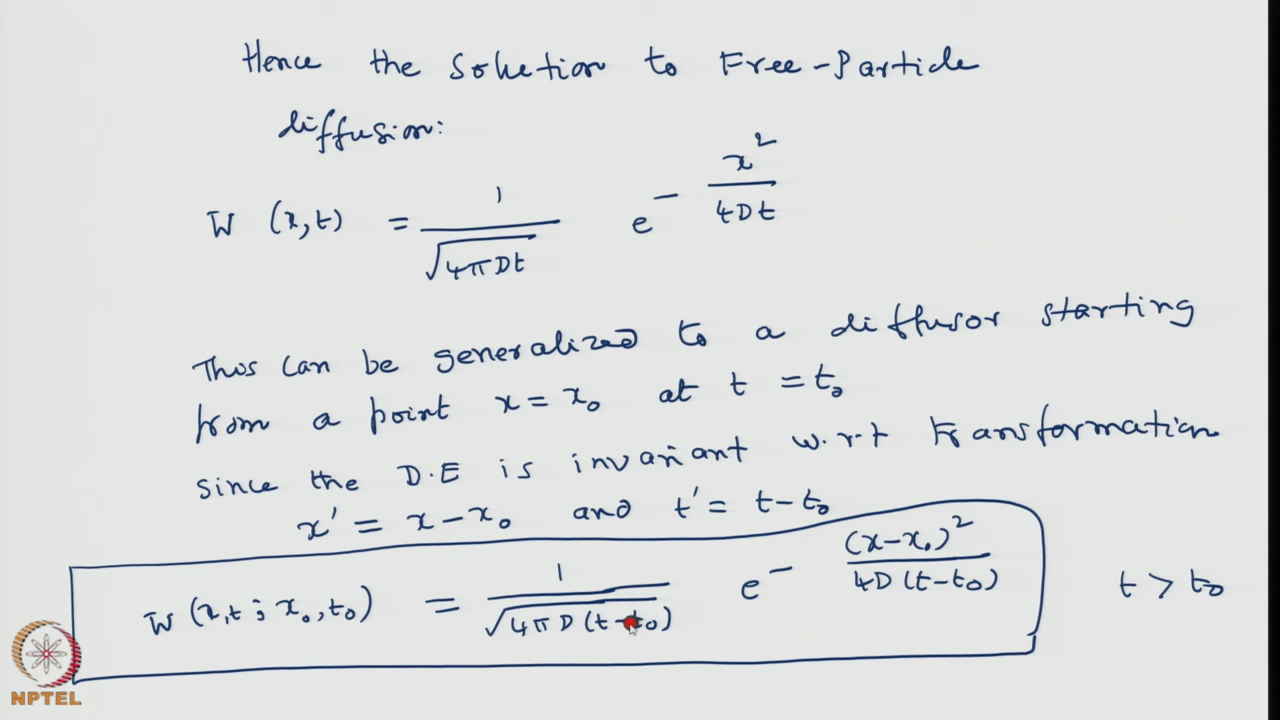 Hence the Solution to Free-Particle
diffusion:
W (x,t) = 1/√4πDt e^- x²/4Dt
This can be generalized to a diffusor starting
from a point x = x₀ at t = t₀
since the D.E is invariant w.r.t transformation
x' = x-x₀ and t' = t-t₀
W (x,t; x₀,t₀) = 1/√4πD(t-t₀) e^- (x-x₀)²/4D(t-t₀) t > t₀
NPTEL